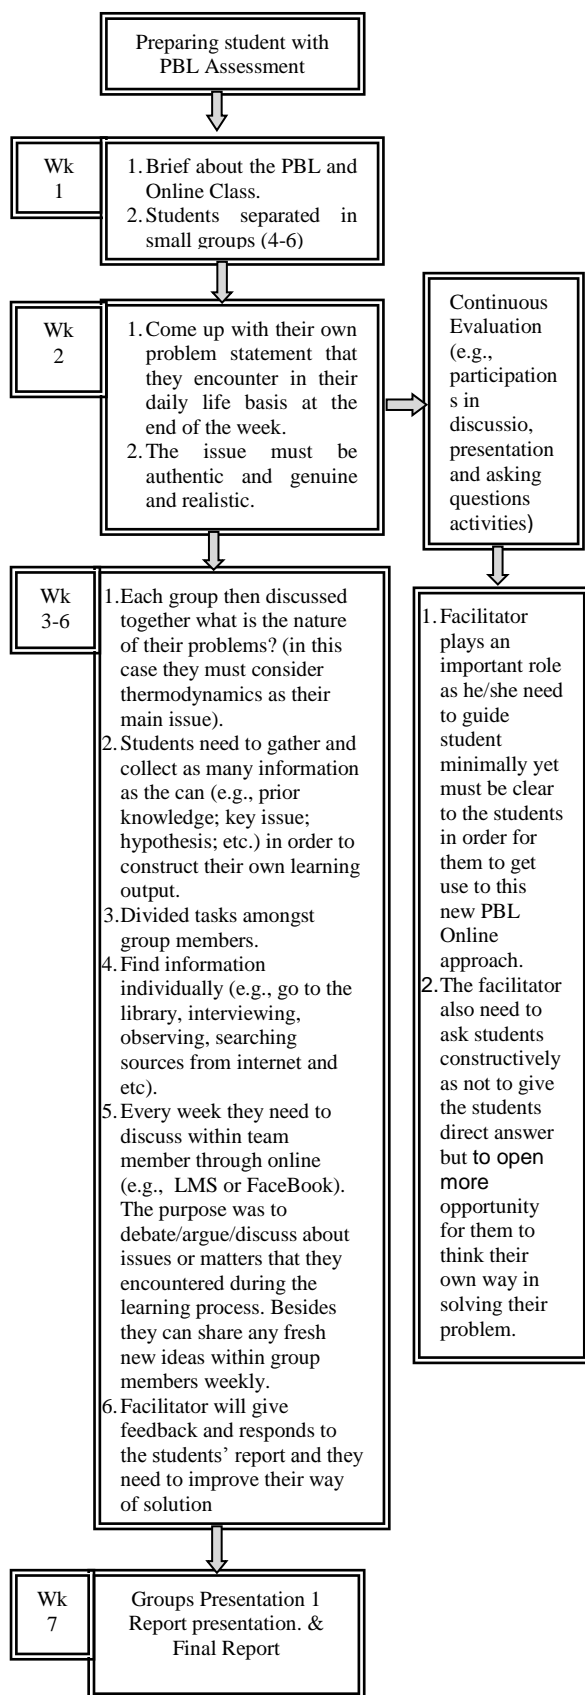 Preparing student with
PBL Assessment
Wk
1
1. Brief about the PBL and
Online Class.
2. Students separated in
small groups (4-6)
Wk
2
1. Come up with their own
problem statement that
they encounter in their
daily life basis at the
end of the week.
2. The issue must be
authentic and genuine
and realistic.
Continuous
Evaluation
(e.g.,
participation
s in
discussio,
presentation
and asking
questions
activities)
Wk
3-6
1. Each group then discussed
together what is the nature
of their problems? (in this
case they must consider
thermodynamics as their
main issue).
2. Students need to gather and
collect as many information
as the can (e.g., prior
knowledge; key issue;
hypothesis; etc.) in order to
construct their own learning
output.
3. Divided tasks amongst
group members.
4. Find information
individually (e.g., go to the
library, interviewing,
observing, searching
sources from internet and
etc).
5. Every week they need to
discuss within team
member through online
(e.g., LMS or FaceBook).
The purpose was to
debate/argue/discuss about
issues or matters that they
encountered during the
learning process. Besides
they can share any fresh
new ideas within group
members weekly.
6. Facilitator will give
feedback and responds to
the students' report and they
need to improve their way
of solution
1. Facilitator
plays an
important role
as he/she need
to guide
student
minimally yet
must be clear
to the students
in order for
them to get
use to this
new PBL
Online
approach.
2. The facilitator
also need to
ask students
constructively
as not to give
the students
direct answer
but to open
more
opportunity
for them to
think their
own way in
solving their
problem.
Wk
7
Groups Presentation 1
Report presentation. &
Final Report